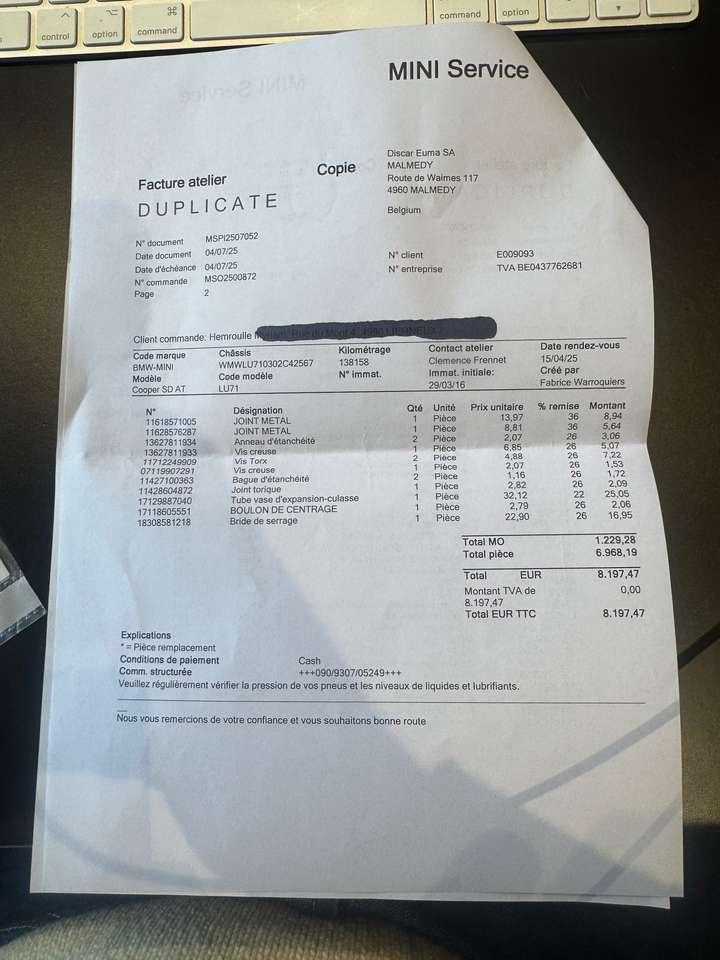 control
option
command
⌘
command
option
MINI Service
Discar Euma SA
MALMEDY
Route de Waimes 117
4960 MALMEDY
Belgium
Facture atelier
Copie
DUPLICATE
N° document MSPI2507052
Date document 04/07/25
Date d'échéance 04/07/25
N° commande MSO2500872
Page 2
N° client E009093
N° entreprise TVA BE0437762681
Client commande: Hemroulle
Code marque Châssis Kilométrage Contact atelier Date rendez-vous
BMW-MINI WMWLU710302C42567 138158 Clemence Frennet 15/04/25
Modèle Code modèle N° immat. Immat. initiale: Créé par
Cooper SD AT LU71 29/03/16 Fabrice Warroquiers
N° Désignation Qté Unité Prix unitaire % remise Montant
11618571005 JOINT METAL 1 Pièce 13,97 36 8,94
11628576287 JOINT METAL 1 Pièce 8,81 36 5,64
13627811934 Anneau d'étanchéité 2 Pièce 2,07 26 3,06
13627811933 Vis creuse 1 Pièce 6,85 26 5,07
11712249909 Vis Torx 2 Pièce 4,88 26 7,22
07119907291 Vis creuse 1 Pièce 2,07 26 1,53
11427100363 Bague d'étanchéité 2 Pièce 1,16 26 1,72
11428604872 Joint torique 1 Pièce 2,82 26 2,09
17129887040 Tube vase d'expansion-culasse 1 Pièce 32,12 22 25,05
17118605551 BOULON DE CENTRAGE 1 Pièce 2,79 26 2,06
18308581218 Bride de serrage 1 Pièce 22,90 26 16,95
Total MO 1.229,28
Total pièce 6.968,19
Total EUR 8.197,47
Montant TVA de 0,00
8.197,47
Total EUR TTC 8.197,47
Explications
* = Pièce remplacement
Conditions de paiement Cash
Comm. structurée +++090/9307/05249+++
Veuillez régulièrement vérifier la pression de vos pneus et les niveaux de liquides et lubrifiants.
Nous vous remercions de votre confiance et vous souhaitons bonne route